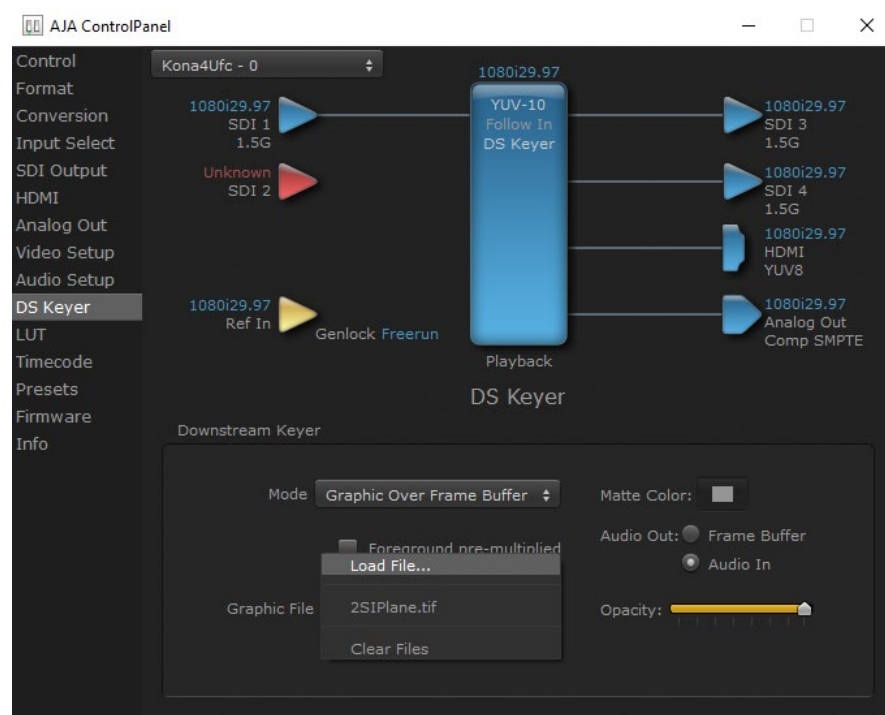 AJA ControlPanel
Control
Format
Conversion
Input Select
SDI Output
HDMI
Analog Out
Video Setup
Audio Setup
DS Keyer
LUT
Timecode
Presets
Firmware
Info
Kona4Ufc - 0
1080i29.97
SDI 1
1.5G
Unknown
SDI 2
1080i29.97
Ref In
Genlock Freerun
1080i29.97
YUV-10
Follow In
DS Keyer
Playback
1080i29.97
SDI 3
1.5G
1080i29.97
SDI 4
1.5G
1080i29.97
HDMI
YUV8
1080i29.97
Analog Out
Comp SMPTE
DS Keyer
Downstream Keyer
Mode Graphic Over Frame Buffer
Foreground pre-multiplied
Graphic File
Load File...
2SIPlane.tif
Clear Files
Matte Color:
Audio Out: Frame Buffer
Audio In
Opacity: